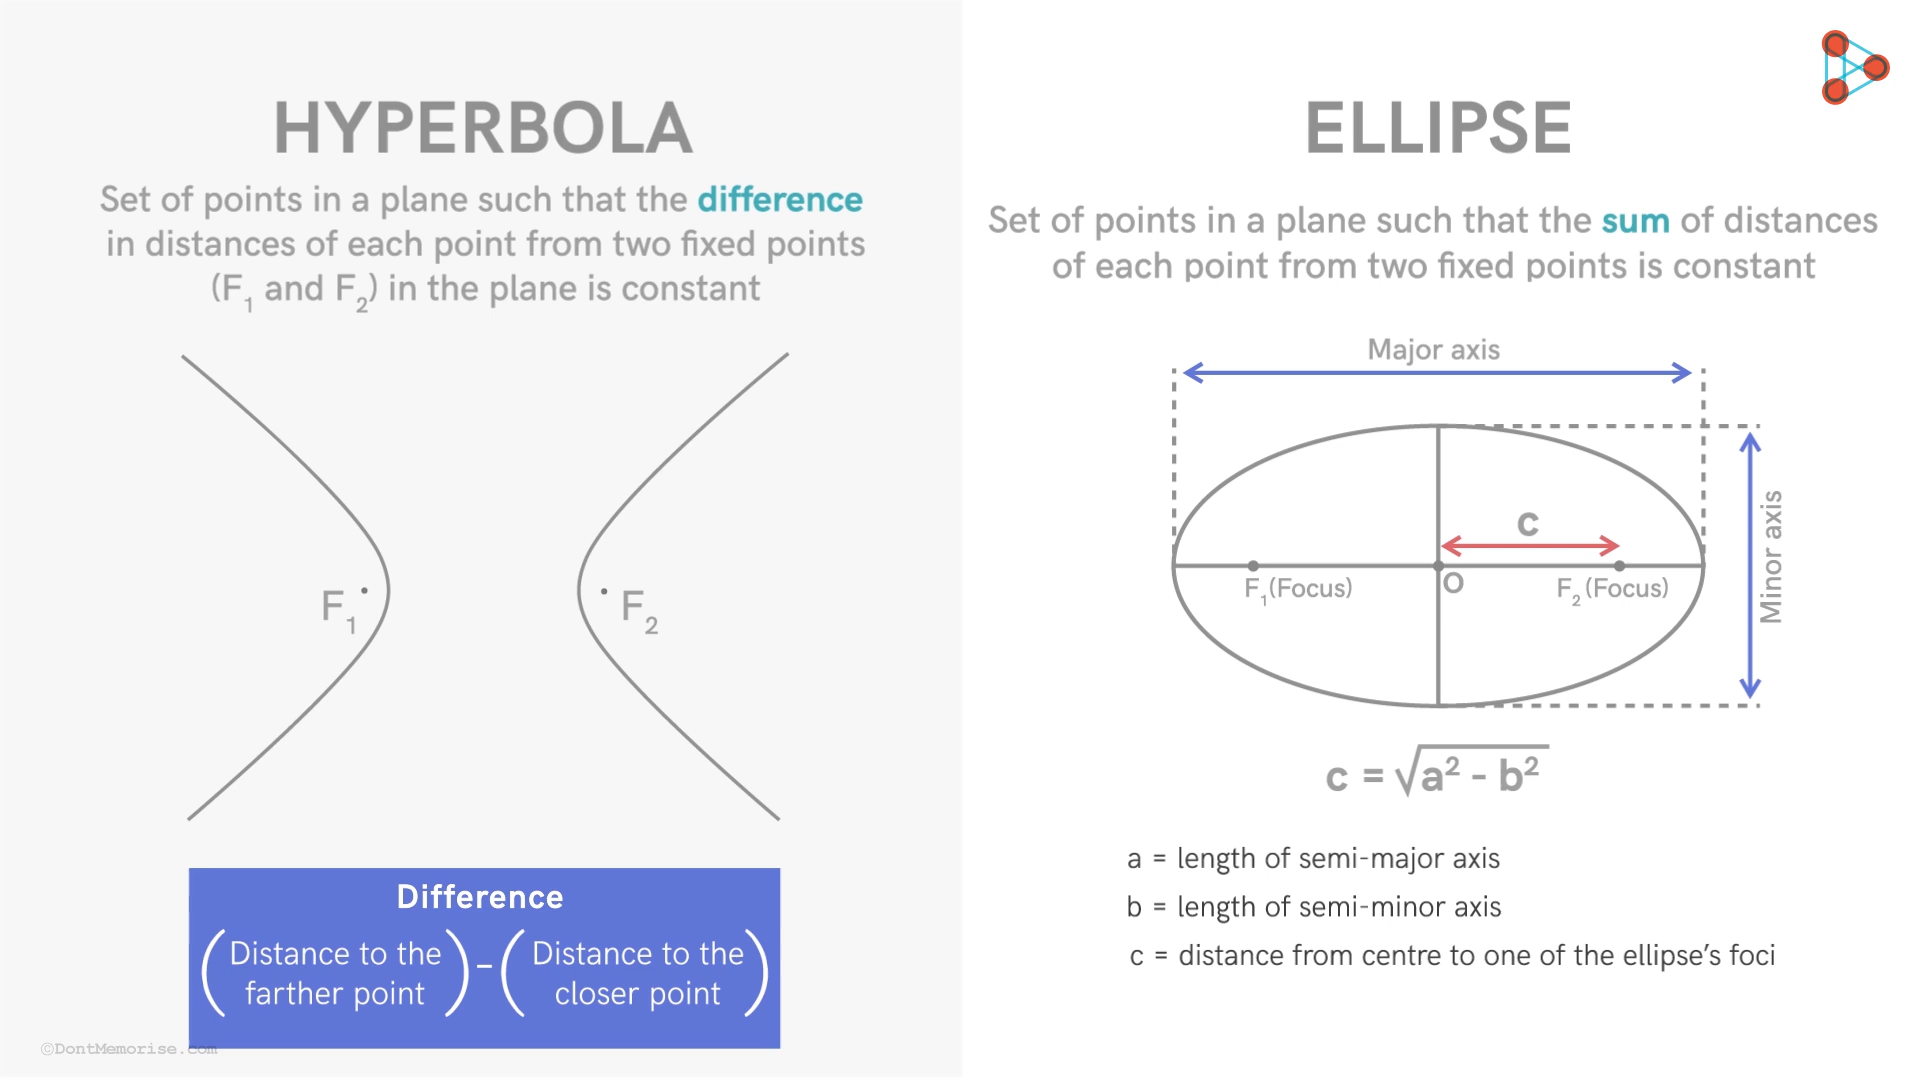 HYPERBOLA
Set of points in a plane such that the difference
in distances of each point from two fixed points
(F₁ and F₂) in the plane is constant
F₁
F₂
Difference
(Distance to the farther point) - (Distance to the closer point)
©DontMemorise.com
ELLIPSE
Set of points in a plane such that the sum of distances
of each point from two fixed points is constant
Major axis
Minor axis
c
F₁ (Focus)
O
F₂ (Focus)
c = √a² - b²
a = length of semi-major axis
b = length of semi-minor axis
c = distance from centre to one of the ellipse’s foci